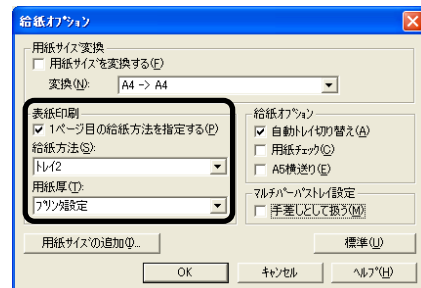 給紙オプション
用紙サイズ変換
用紙サイズを変換する(F)
変換(N):
A4 -> A4
表紙印刷
1ページ目の給紙方法を指定する(P)
給紙方法(S):
トレイ2
用紙厚(T):
プリンタ設定
給紙オプション
自動トレイ切り替え(A)
用紙チェック(C)
A5横送り(E)
マルチパーパストレイ設定
手差しとして扱う(M)
用紙サイズの追加(I)...
標準(U)
OK
キャンセル
ヘルプ(H)